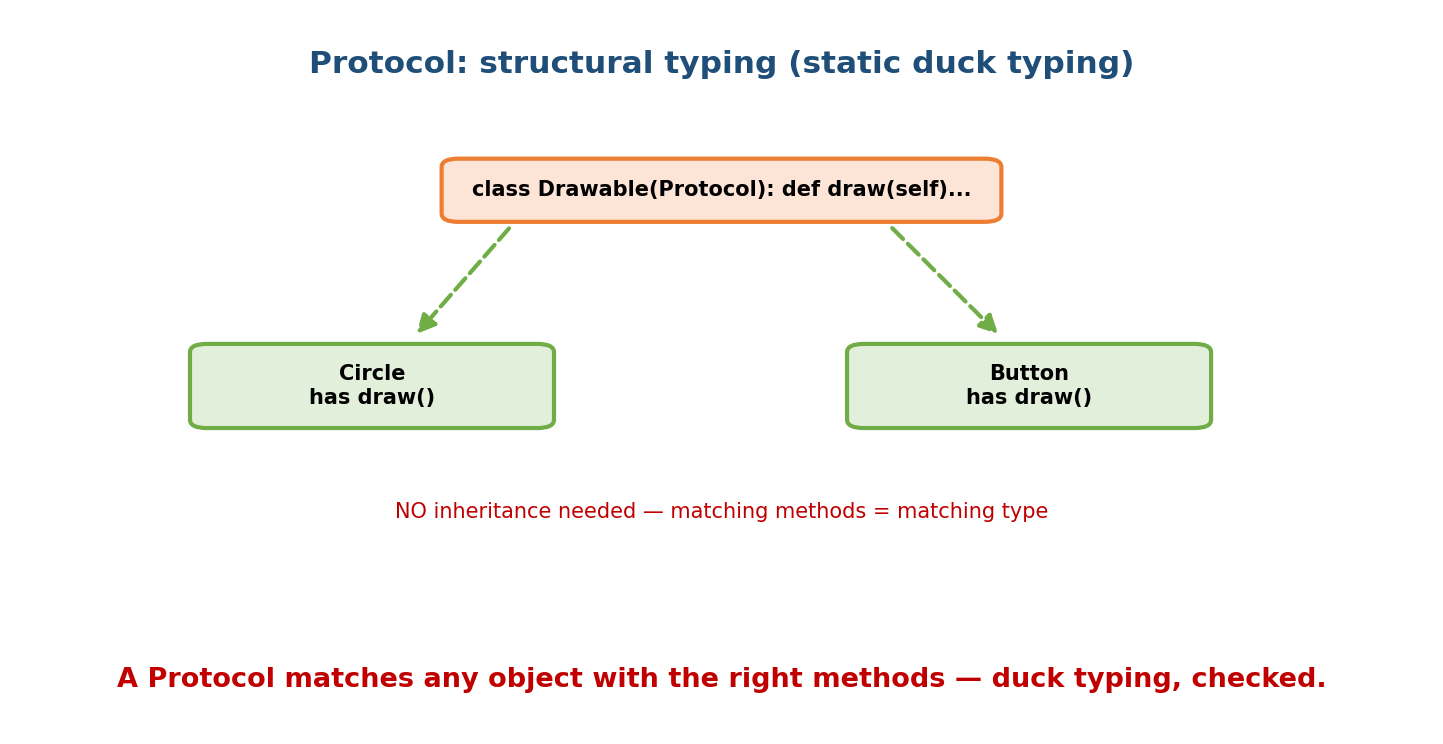 Protocol: structural typing (static duck typing)
class Drawable(Protocol): def draw(self)...
Circle
has draw()
Button
has draw()
NO inheritance needed — matching methods = matching type
A Protocol matches any object with the right methods — duck typing, checked.